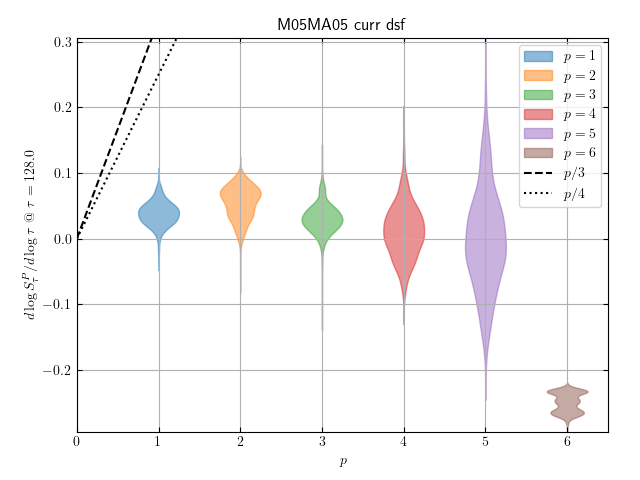 M05MA05 curr dsf
d log S_τ^P / d log τ @ τ = 128.0
0.3
0.2
0.1
0.0
−0.1
−0.2
0 1 2 3 4 5 6
p
p = 1
p = 2
p = 3
p = 4
p = 5
p = 6
p/3
p/4